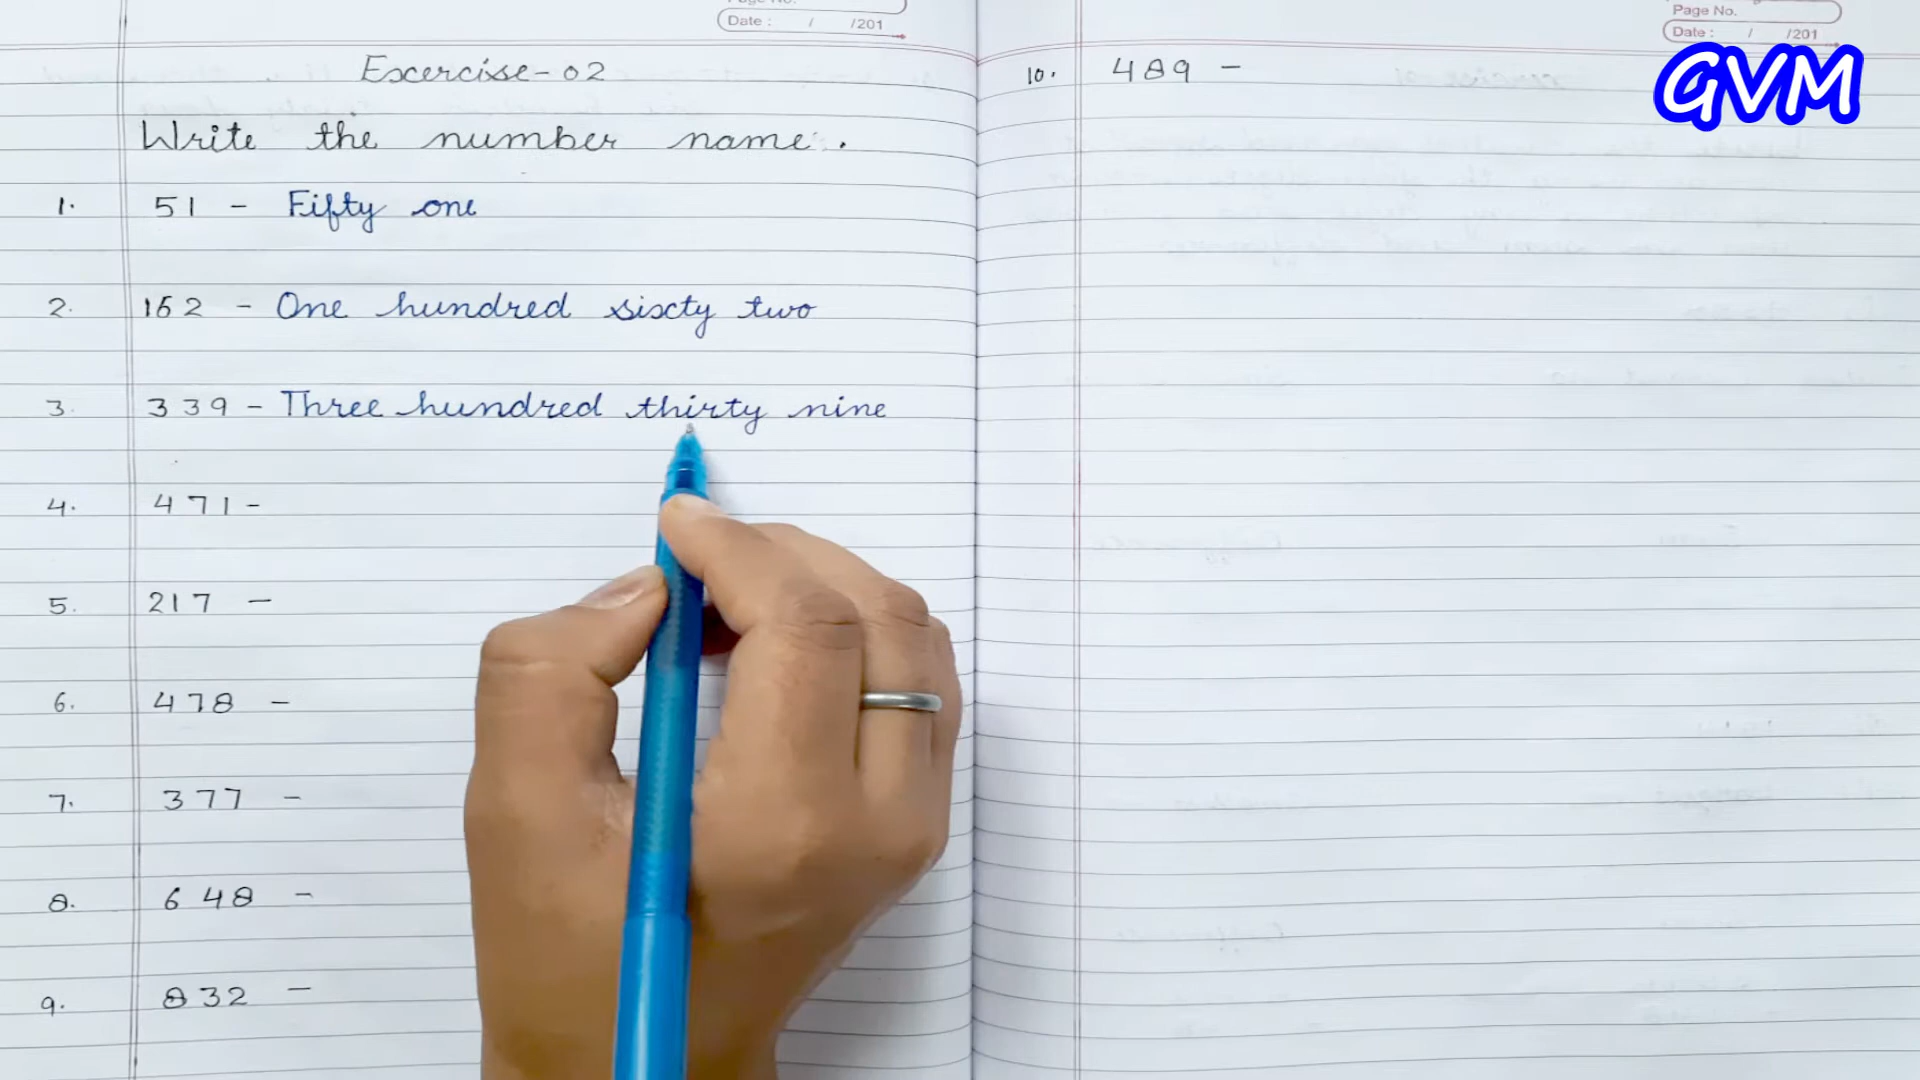 Date : / /201
Excercise-02
Write the number name.
1. 51 - Fifty one
2. 162 - One hundred sixty two
3. 339 - Three hundred thirty nine
4. 471 -
5. 217 -
6. 478 -
7. 377 -
8. 648 -
9. 832 -
Page No.
Date : / /201
GVM
10. 489 -